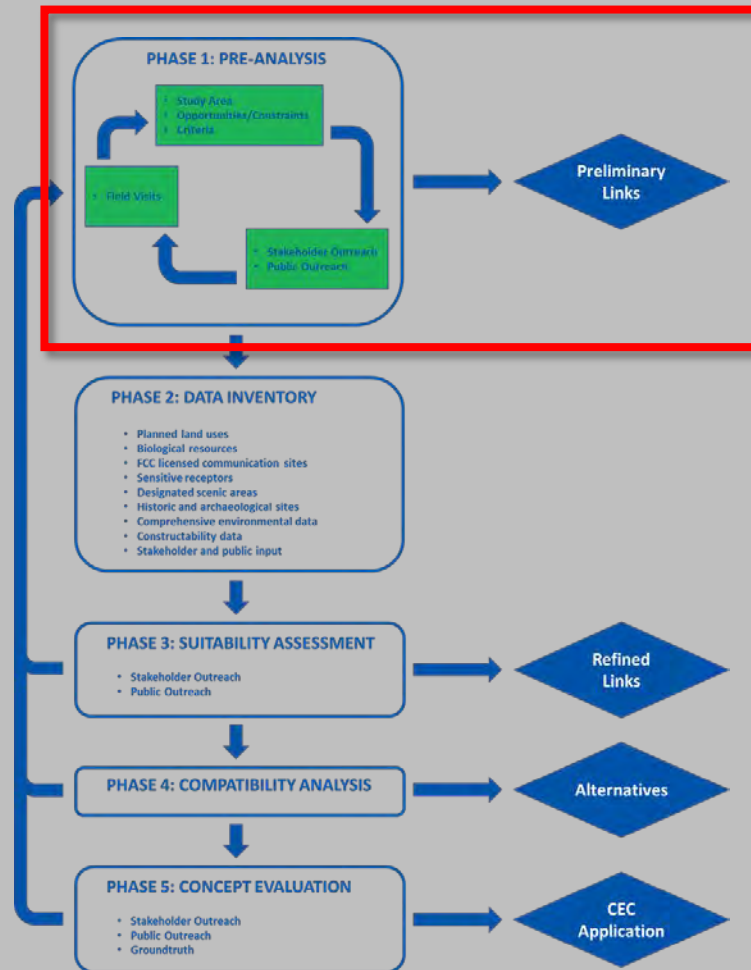 PHASE 1: PRE-ANALYSIS
• Study Area
• Opportunities/Constraints
• Criteria
• Field Visits
• Stakeholder Outreach
• Public Outreach
Preliminary
Links
PHASE 2: DATA INVENTORY
• Planned land uses
• Biological resources
• FCC licensed communication sites
• Sensitive receptors
• Designated scenic areas
• Historic and archaeological sites
• Comprehensive environmental data
• Constructability data
• Stakeholder and public input
PHASE 3: SUITABILITY ASSESSMENT
• Stakeholder Outreach
• Public Outreach
Refined
Links
PHASE 4: COMPATIBILITY ANALYSIS
Alternatives
PHASE 5: CONCEPT EVALUATION
• Stakeholder Outreach
• Public Outreach
• Groundtruth
CEC
Application